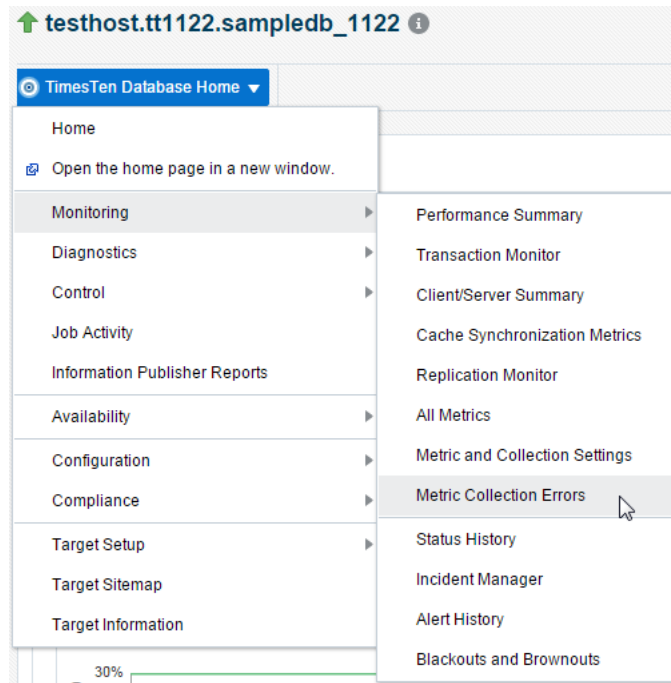 testhost.tt1122.sampledb_1122
TimesTen Database Home
Home
Open the home page in a new window.
Monitoring
Diagnostics
Control
Job Activity
Information Publisher Reports
Availability
Configuration
Compliance
Target Setup
Target Sitemap
Target Information
Performance Summary
Transaction Monitor
Client/Server Summary
Cache Synchronization Metrics
Replication Monitor
All Metrics
Metric and Collection Settings
Metric Collection Errors
Status History
Incident Manager
Alert History
Blackouts and Brownouts
30%